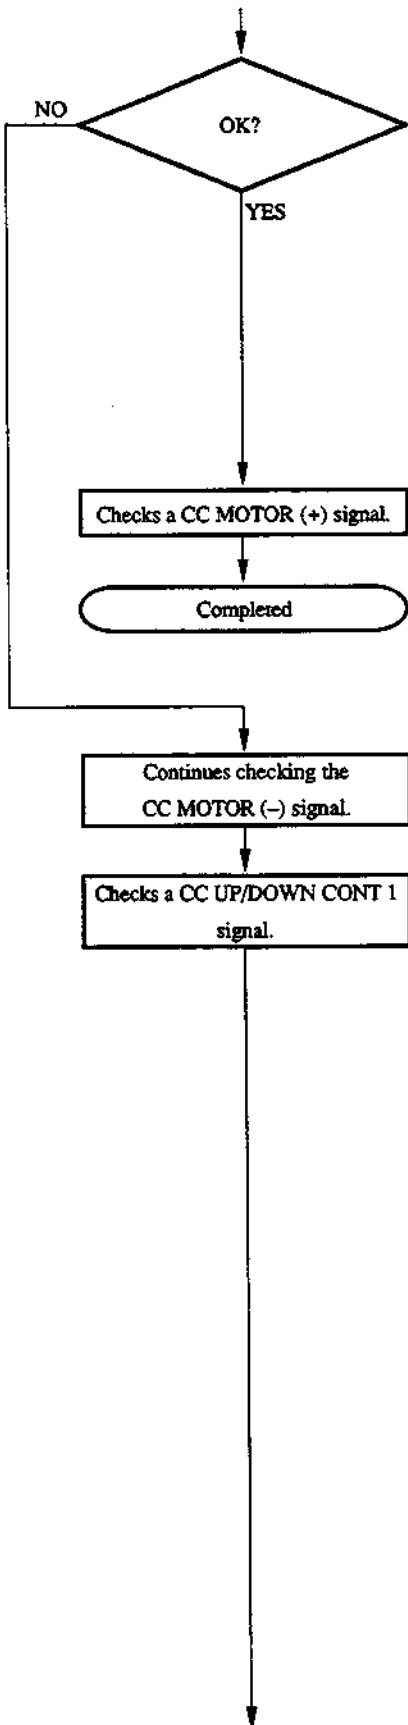 NO
OK?
YES
Checks a CC MOTOR (+) signal.
Completed
Continues checking the
CC MOTOR (–) signal.
Checks a CC UP/DOWN CONT 1
signal.